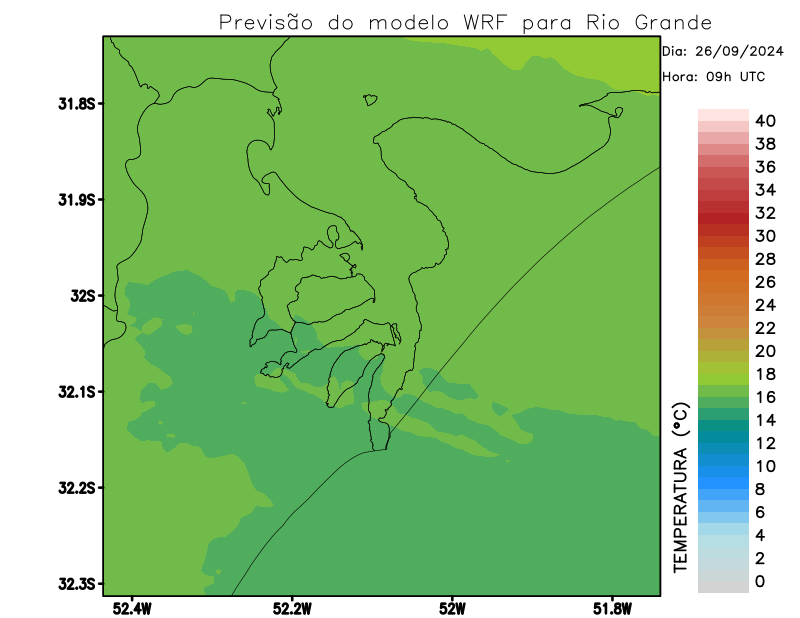 Previsão do modelo WRF para Rio Grande
Dia: 26/09/2024
Hora: 09h UTC
31.8S
31.9S
32S
32.1S
32.2S
32.3S
52.4W
52.2W
52W
51.8W
TEMPERATURA (°C)
40
38
36
34
32
30
28
26
24
22
20
18
16
14
12
10
8
6
4
2
0